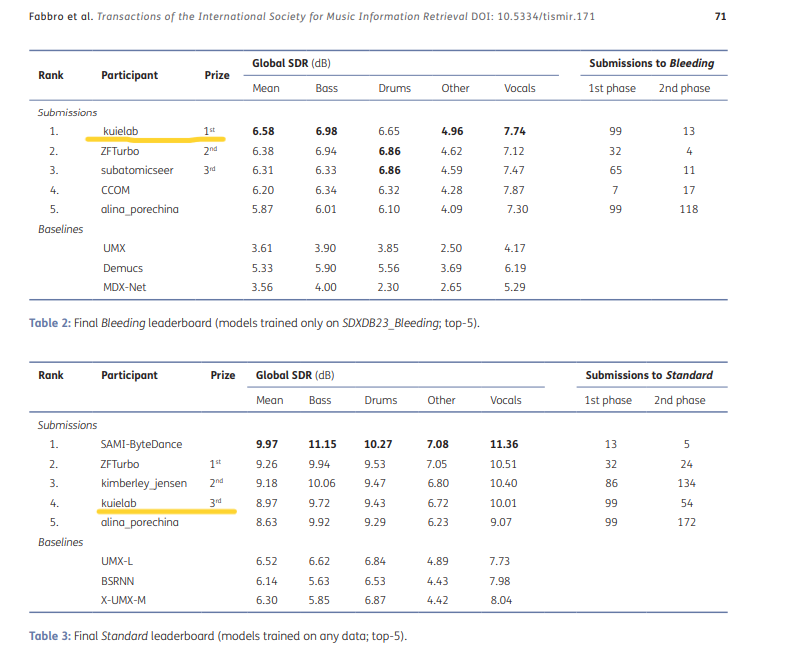 Fabbro et al. Transactions of the International Society for Music Information Retrieval DOI: 10.5334/tismir.171 71
Rank Participant Prize Global SDR (dB) Submissions to Bleeding
Mean Bass Drums Other Vocals 1st phase 2nd phase
Submissions
1. kuielab 1st 6.58 6.98 6.65 4.96 7.74 99 13
2. ZFTurbo 2nd 6.38 6.94 6.86 4.62 7.12 32 4
3. subatomicseer 3rd 6.31 6.33 6.86 4.59 7.47 65 11
4. CCOM 6.20 6.34 6.32 4.28 7.87 7 17
5. alina_porechina 5.87 6.01 6.10 4.09 7.30 99 118
Baselines
UMX 3.61 3.90 3.85 2.50 4.17
Demucs 5.33 5.90 5.56 3.69 6.19
MDX-Net 3.56 4.00 2.30 2.65 5.29
Table 2: Final Bleeding leaderboard (models trained only on SDXDB23_Bleeding; top-5).
Rank Participant Prize Global SDR (dB) Submissions to Standard
Mean Bass Drums Other Vocals 1st phase 2nd phase
Submissions
1. SAMI-ByteDance 9.97 11.15 10.27 7.08 11.36 13 5
2. ZFTurbo 1st 9.26 9.94 9.53 7.05 10.51 32 24
3. kimberley_jensen 2nd 9.18 10.06 9.47 6.80 10.40 86 134
4. kuielab 3rd 8.97 9.72 9.43 6.72 10.01 99 54
5. alina_porechina 8.63 9.92 9.29 6.23 9.07 99 172
Baselines
UMX-L 6.52 6.62 6.84 4.89 7.73
BSRNN 6.14 5.63 6.53 4.43 7.98
X-UMX-M 6.30 5.85 6.87 4.42 8.04
Table 3: Final Standard leaderboard (models trained on any data; top-5).